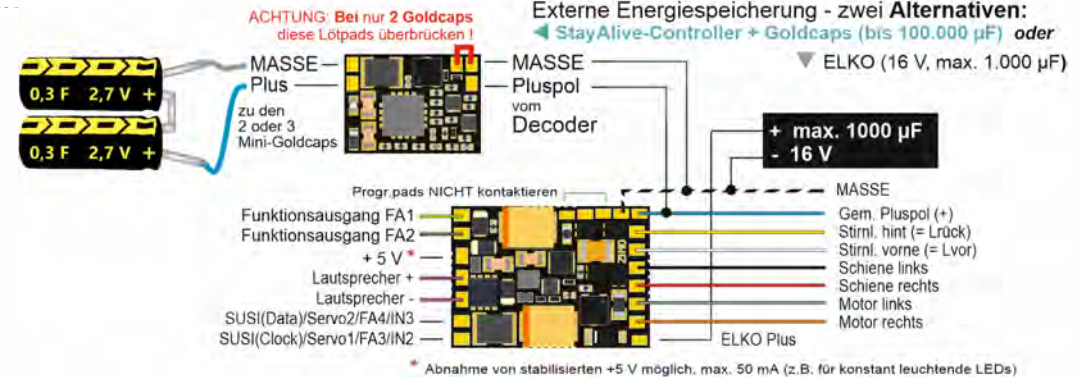 ACHTUNG: Bei nur 2 Goldcaps
diese Lötpads überbrücken !
Externe Energiespeicherung - zwei Alternativen:
◀ StayAlive-Controller + Goldcaps (bis 100.000 µF) oder
▼ ELKO (16 V, max. 1.000 µF)
0,3 F 2,7 V +
0,3 F 2,7 V +
MASSE
Plus
zu den
2 oder 3
Mini-Goldcaps
MASSE
Pluspol
vom
Decoder
+ max. 1000 µF
- 16 V
Progr.pads NICHT kontaktieren
Funktionsausgang FA1
Funktionsausgang FA2
+ 5 V *
Lautsprecher +
Lautsprecher -
SUSI(Data)/Servo2/FA4/IN3
SUSI(Clock)/Servo1/FA3/IN2
ZIMO
MASSE
Gem. Pluspol (+)
Stirnl. hint (= Lrück)
Stirnl. vorne (= Lvor)
Schiene links
Schiene rechts
Motor links
Motor rechts
ELKO Plus
* Abnahme von stabilisierten +5 V möglich, max. 50 mA (z.B. für konstant leuchtende LEDs)